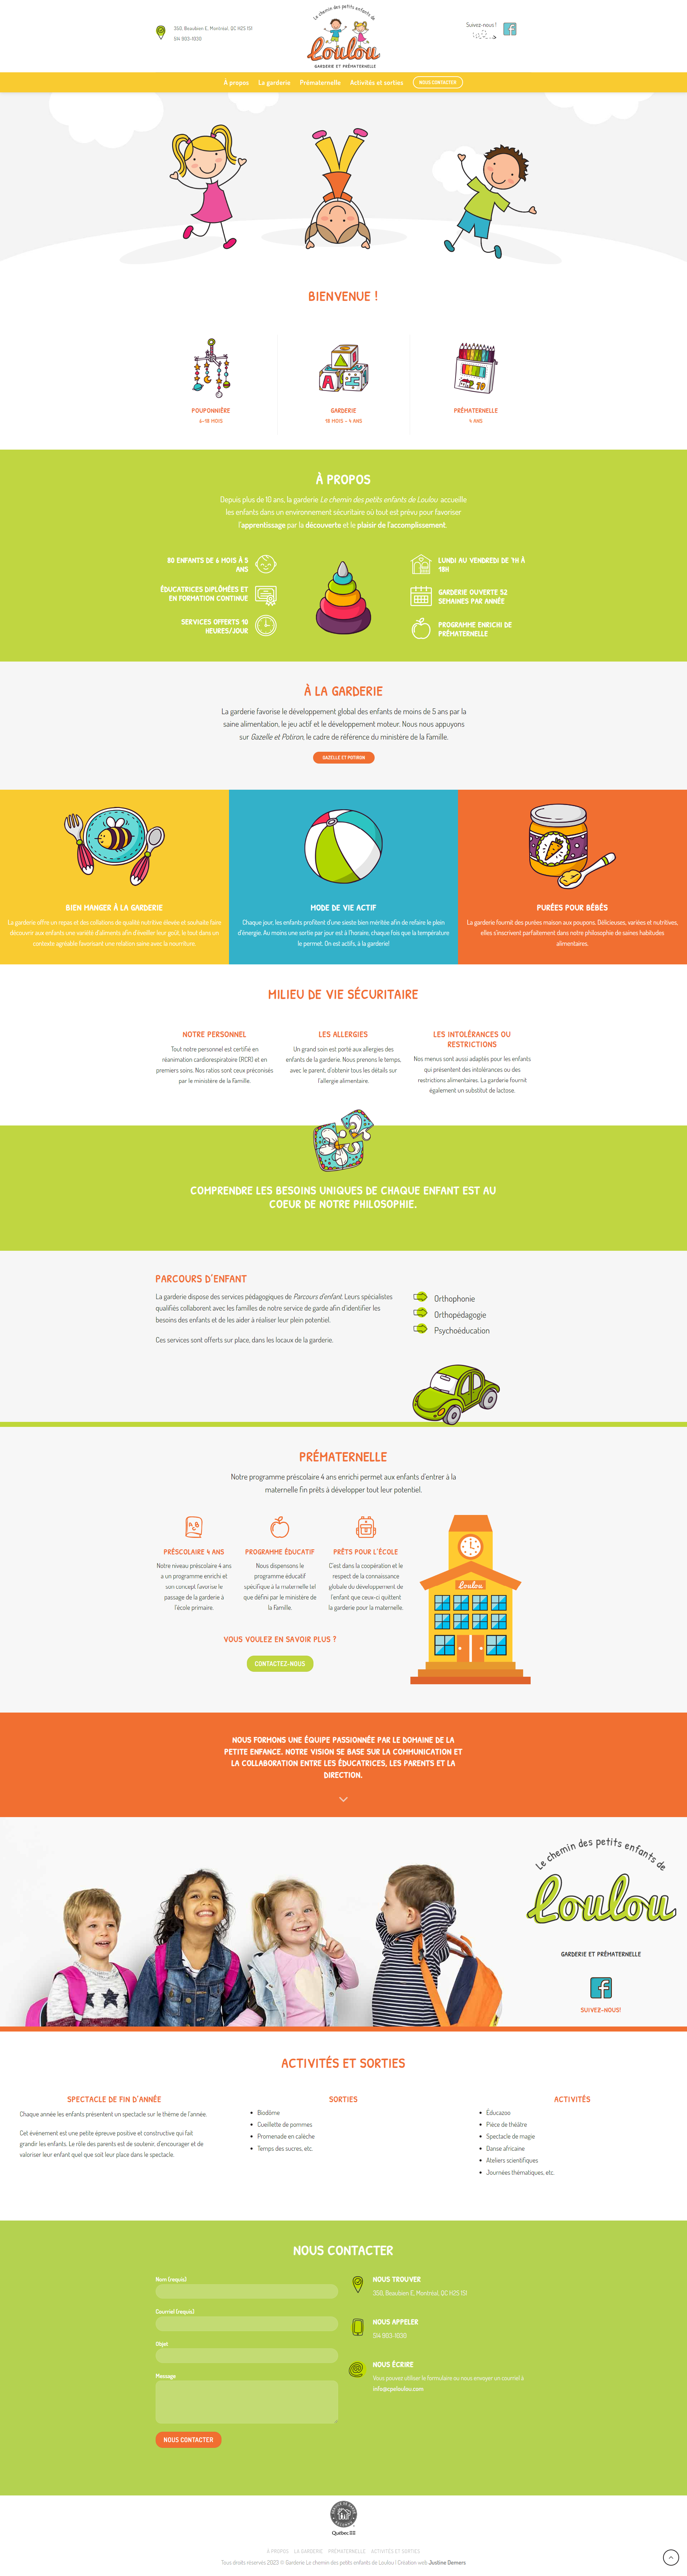 350, Beaubien E, Montréal, QC H2S 1S1
514 903-1030
Le chemin des petits enfants de
Loulou
GARDERIE ET PRÉMATERNELLE
Suivez-nous !
À propos La garderie Prématernelle Activités et sorties NOUS CONTACTER
BIENVENUE !
POUPONNIÈRE
6-18 MOIS
GARDERIE
18 MOIS - 4 ANS
PRÉMATERNELLE
4 ANS
À PROPOS
Depuis plus de 10 ans, la garderie Le chemin des petits enfants de Loulou accueille
les enfants dans un environnement sécuritaire où tout est prévu pour favoriser
l'apprentissage par la découverte et le plaisir de l'accomplissement.
80 ENFANTS DE 6 MOIS À 5
ANS
ÉDUCATRICES DIPLÔMÉES ET
EN FORMATION CONTINUE
SERVICES OFFERTS 10
HEURES/JOUR
LUNDI AU VENDREDI DE 7H À
18H
GARDERIE OUVERTE 52
SEMAINES PAR ANNÉE
PROGRAMME ENRICHI DE
PRÉMATERNELLE
À LA GARDERIE
La garderie favorise le développement global des enfants de moins de 5 ans par la
saine alimentation, le jeu actif et le développement moteur. Nous nous appuyons
sur Gazelle et Potiron, le cadre de référence du ministère de la Famille.
GAZELLE ET POTIRON
BIEN MANGER À LA GARDERIE
La garderie offre un repas et des collations de qualité nutritive élevée et souhaite faire
découvrir aux enfants une variété d'aliments afin d'éveiller leur goût, le tout dans un
contexte agréable favorisant une relation saine avec la nourriture.
MODE DE VIE ACTIF
Chaque jour, les enfants profitent d'une sieste bien méritée afin de refaire le plein
d'énergie. Au moins une sortie par jour est à l'horaire, chaque fois que la température
le permet. On est actifs, à la garderie!
PURÉES POUR BÉBÉS
La garderie fournit des purées maison aux poupons. Délicieuses, variées et nutritives,
elles s'inscrivent parfaitement dans notre philosophie de saines habitudes
alimentaires.
MILIEU DE VIE SÉCURITAIRE
NOTRE PERSONNEL
Tout notre personnel est certifié en
réanimation cardiorespiratoire (RCR) et en
premiers soins. Nos ratios sont ceux préconisés
par le ministère de la Famille.
LES ALLERGIES
Un grand soin est porté aux allergies des
enfants de la garderie. Nous prenons le temps,
avec le parent, d'obtenir tous les détails sur
l'allergie alimentaire.
LES INTOLÉRANCES OU
RESTRICTIONS
Nos menus sont aussi adaptés pour les enfants
qui présentent des intolérances ou des
restrictions alimentaires. La garderie fournit
également un substitut de lactose.
COMPRENDRE LES BESOINS UNIQUES DE CHAQUE ENFANT EST AU
COEUR DE NOTRE PHILOSOPHIE.
PARCOURS D'ENFANT
La garderie dispose des services pédagogiques de Parcours d'enfant. Leurs spécialistes
qualifiés collaborent avec les familles de notre service de garde afin d'identifier les
besoins des enfants et de les aider à réaliser leur plein potentiel.
Ces services sont offerts sur place, dans les locaux de la garderie.
Orthophonie
Orthopédagogie
Psychoéducation
PRÉMATERNELLE
Notre programme préscolaire 4 ans enrichi permet aux enfants d'entrer à la
maternelle fin prêts à développer tout leur potentiel.
PRÉSCOLAIRE 4 ANS
Notre niveau préscolaire 4 ans
a un programme enrichi et
son concept favorise le
passage de la garderie à
l'école primaire.
PROGRAMME ÉDUCATIF
Nous dispensons le
programme éducatif
spécifique à la maternelle tel
que défini par le ministère de
la Famille.
PRÊTS POUR L'ÉCOLE
C'est dans la coopération et le
respect de la connaissance
globale du développement de
l'enfant que ceux-ci quittent
la garderie pour la maternelle.
VOUS VOULEZ EN SAVOIR PLUS ?
CONTACTEZ-NOUS
Loulou
NOUS FORMONS UNE ÉQUIPE PASSIONNÉE PAR LE DOMAINE DE LA
PETITE ENFANCE. NOTRE VISION SE BASE SUR LA COMMUNICATION ET
LA COLLABORATION ENTRE LES ÉDUCATRICES, LES PARENTS ET LA
DIRECTION.
Le chemin des petits enfants de
Loulou
GARDERIE ET PRÉMATERNELLE
SUIVEZ-NOUS!
ACTIVITÉS ET SORTIES
SPECTACLE DE FIN D'ANNÉE
Chaque année les enfants présentent un spectacle sur le thème de l'année.
Cet évènement est une petite épreuve positive et constructive qui fait
grandir les enfants. Le rôle des parents est de soutenir, d'encourager et de
valoriser leur enfant quel que soit leur place dans le spectacle.
SORTIES
Biodôme
Cueillette de pommes
Promenade en calèche
Temps des sucres, etc.
ACTIVITÉS
Éducazoo
Pièce de théâtre
Spectacle de magie
Danse africaine
Ateliers scientifiques
Journées thématiques, etc.
NOUS CONTACTER
Nom (requis)
Courriel (requis)
Objet
Message
NOUS CONTACTER
NOUS TROUVER
350, Beaubien E, Montréal, QC H2S 1S1
NOUS APPELER
514 903-1030
NOUS ÉCRIRE
Vous pouvez utiliser le formulaire ou nous envoyer un courriel à
info@cpeloulou.com
Québec
À PROPOS LA GARDERIE PRÉMATERNELLE ACTIVITÉS ET SORTIES
Tous droits réservés 2023 © Garderie Le chemin des petits enfants de Loulou | Création web Justine Demers